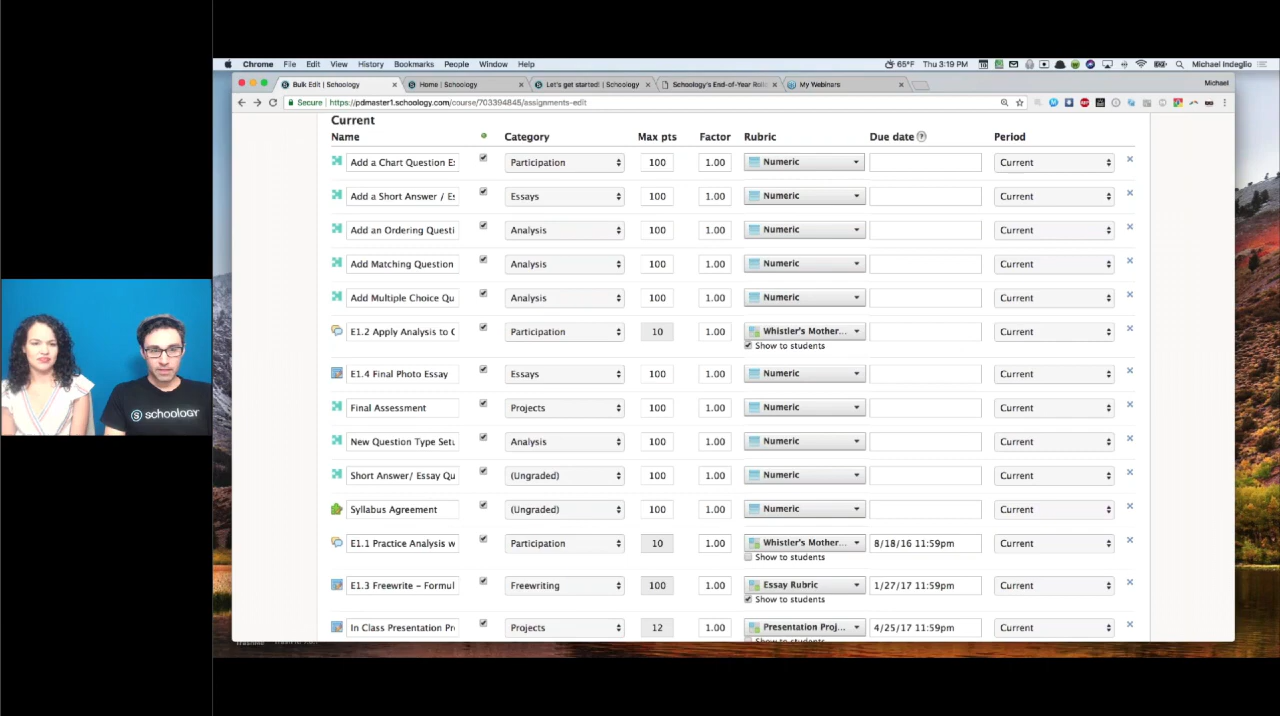 Chrome File Edit View History Bookmarks People Window Help 65°F Thu 3:19 PM Michael Indeglio
Bulk Edit | Schoology Home | Schoology Let's get started! | Schoology Schoology's End-of-Year Roll My Webinars Michael
Secure https://pdmaster1.schoology.com/course/703394845/assignments-edit
Current
Name Category Max pts Factor Rubric Due date ? Period
Add a Chart Question E Participation 100 1.00 Numeric Current
Add a Short Answer / Es Essays 100 1.00 Numeric Current
Add an Ordering Questi Analysis 100 1.00 Numeric Current
Add Matching Question Analysis 100 1.00 Numeric Current
Add Multiple Choice Qu Analysis 100 1.00 Numeric Current
E1.2 Apply Analysis to C Participation 10 1.00 Whistler's Mother... Current
Show to students
E1.4 Final Photo Essay Essays 100 1.00 Numeric Current
Final Assessment Projects 100 1.00 Numeric Current
New Question Type Setu Analysis 100 1.00 Numeric Current
Short Answer/ Essay Qu (Ungraded) 100 1.00 Numeric Current
Syllabus Agreement (Ungraded) 100 1.00 Numeric Current
E1.1 Practice Analysis w Participation 10 1.00 Whistler's Mother... 8/18/16 11:59pm Current
Show to students
E1.3 Freewrite - Formul Freewriting 100 1.00 Essay Rubric 1/27/17 11:59pm Current
Show to students
In Class Presentation Pr Projects 12 1.00 Presentation Proj... 4/25/17 11:59pm Current
Show to students
S schoology